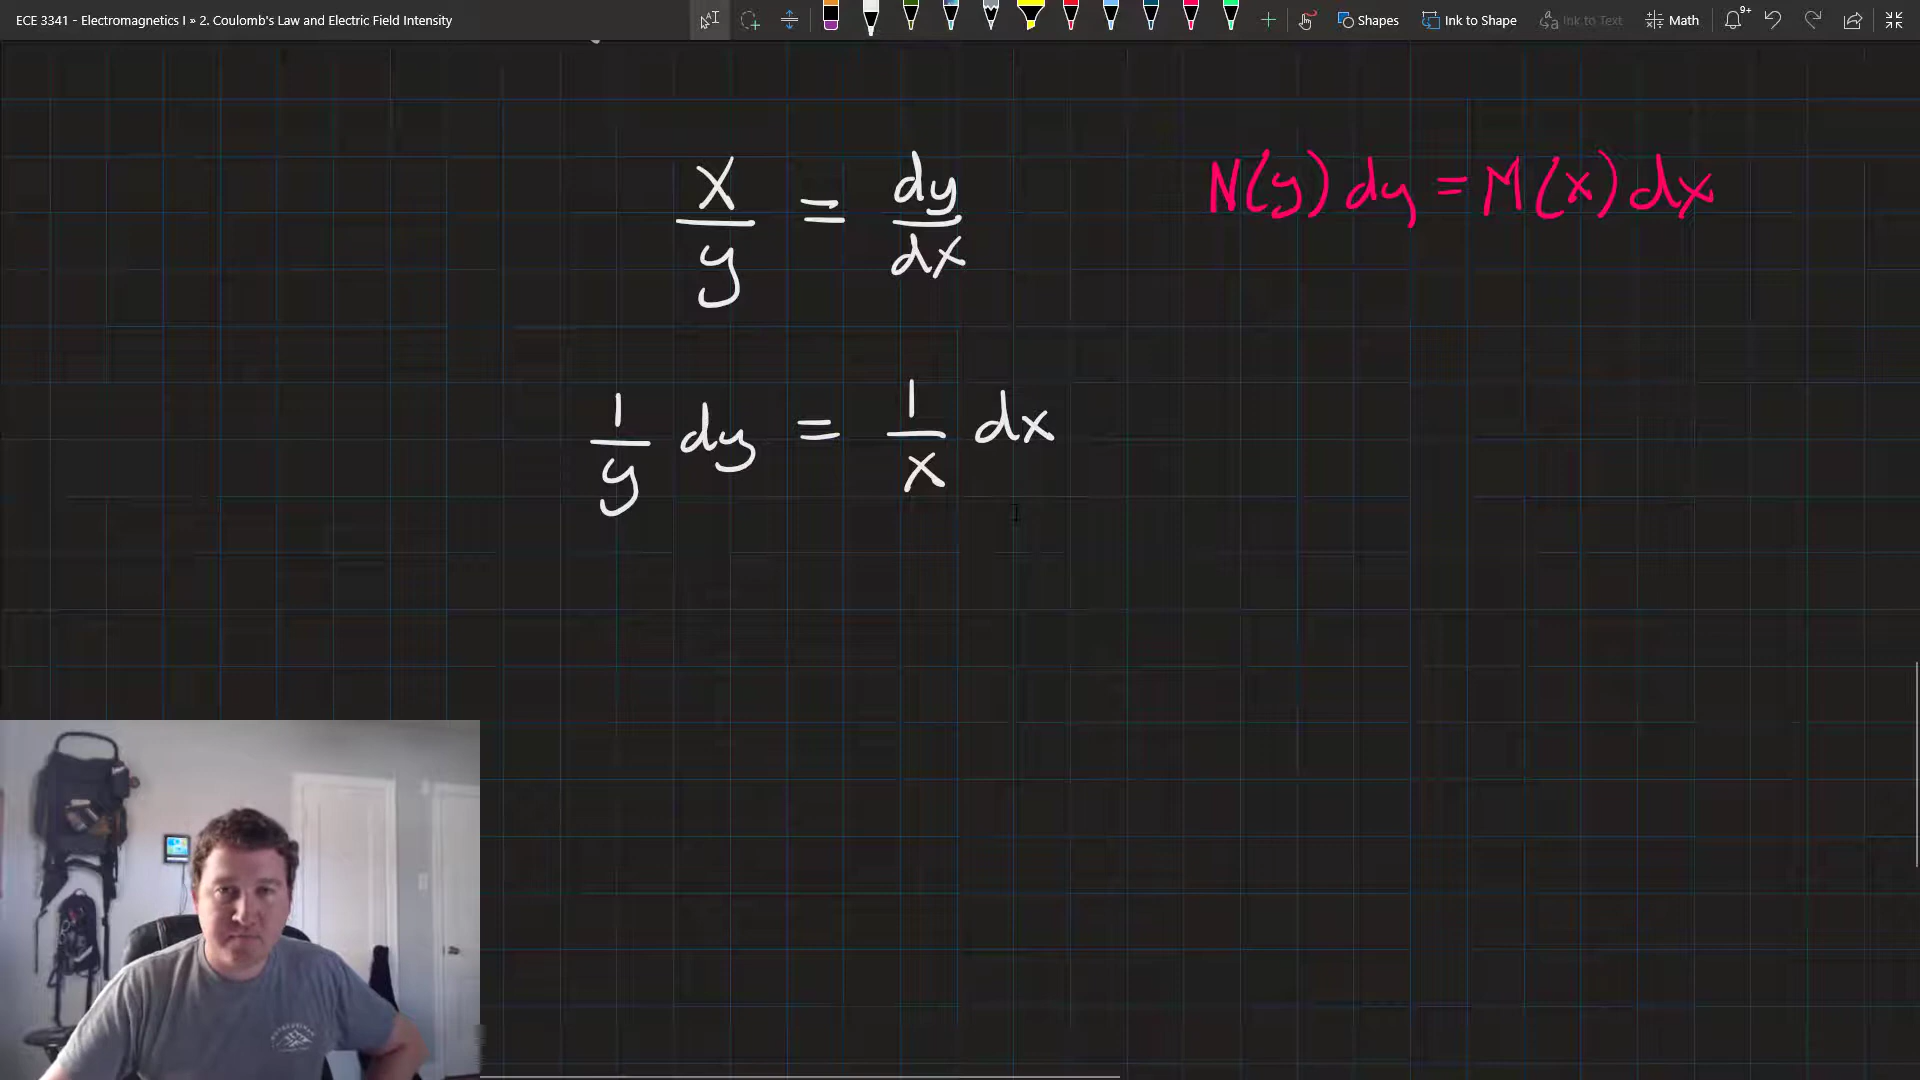 ECE 3341 - Electromagnetics I » 2. Coulomb's Law and Electric Field Intensity
Shapes Ink to Shape Ink to Text Math 9+
x/y = dy/dx
N(y) dy = M(x) dx
1/y dy = 1/x dx